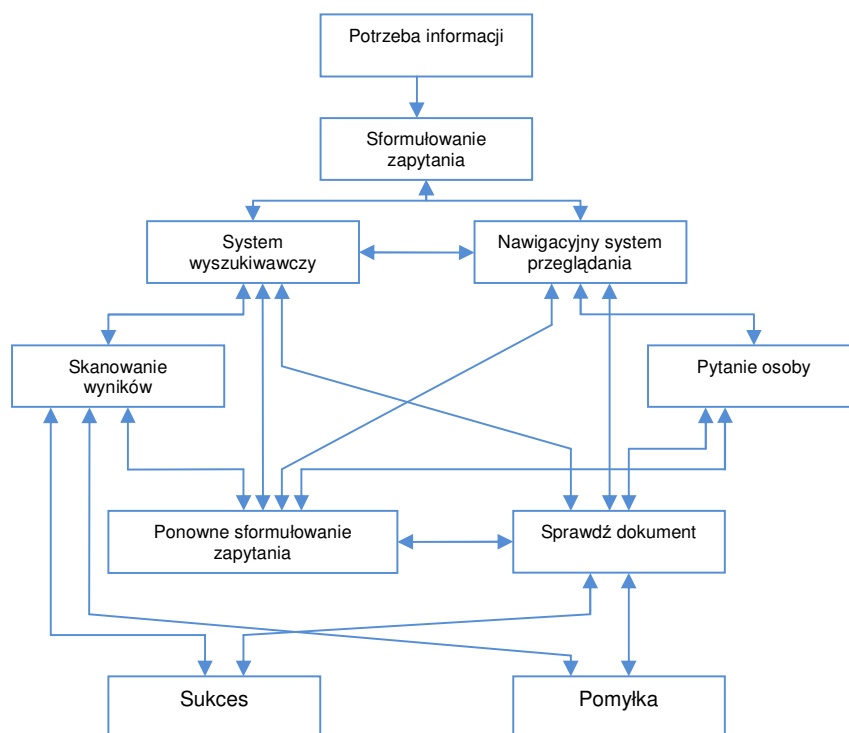 Potrzeba informacji
Sformułowanie
zapytania
System
wyszukiwawczy
Nawigacyjny system
przeglądania
Skanowanie
wyników
Pytanie osoby
Ponowne sformułowanie
zapytania
Sprawdź dokument
Sukces
Pomyłka